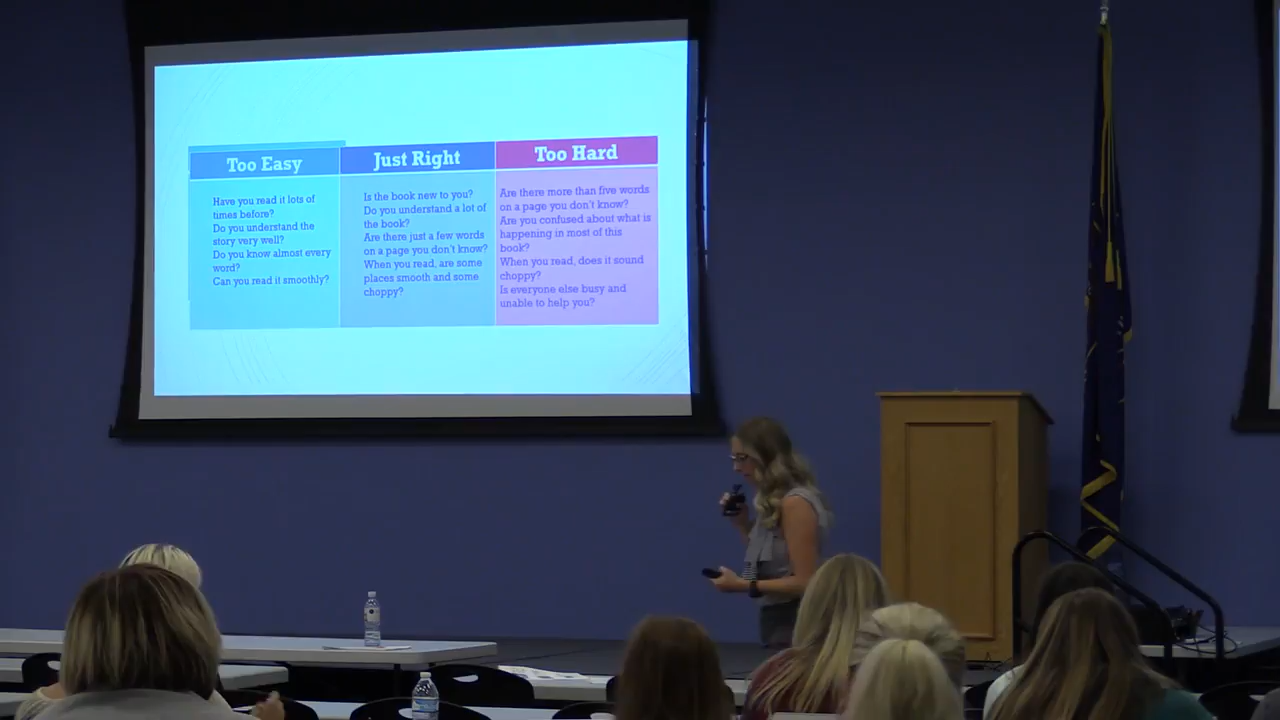 Too Easy
Have you read it lots of
times before?
Do you understand the
story very well?
Do you know almost every
word?
Can you read it smoothly?
Just Right
Is the book new to you?
Do you understand a lot of
the book?
Are there just a few words
on a page you don't know?
When you read, are some
places smooth and some
choppy?
Too Hard
Are there more than five words
on a page you don't know?
Are you confused about what is
happening in most of this
book?
When you read, does it sound
choppy?
Is everyone else busy and
unable to help you?